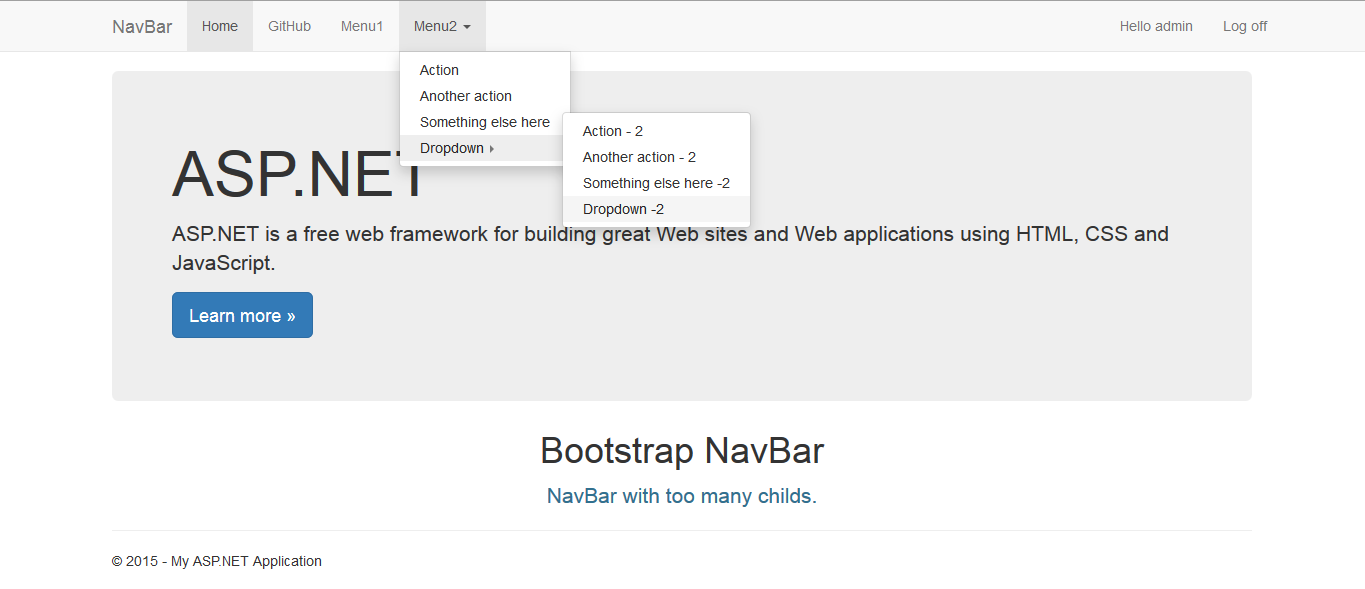 NavBar Home GitHub Menu1 Menu2 Hello admin Log off
Action
Another action
Something else here
Dropdown
Action - 2
Another action - 2
Something else here -2
Dropdown -2
ASP.NET
ASP.NET is a free web framework for building great Web sites and Web applications using HTML, CSS and
JavaScript.
Learn more »
Bootstrap NavBar
NavBar with too many childs.
© 2015 - My ASP.NET Application